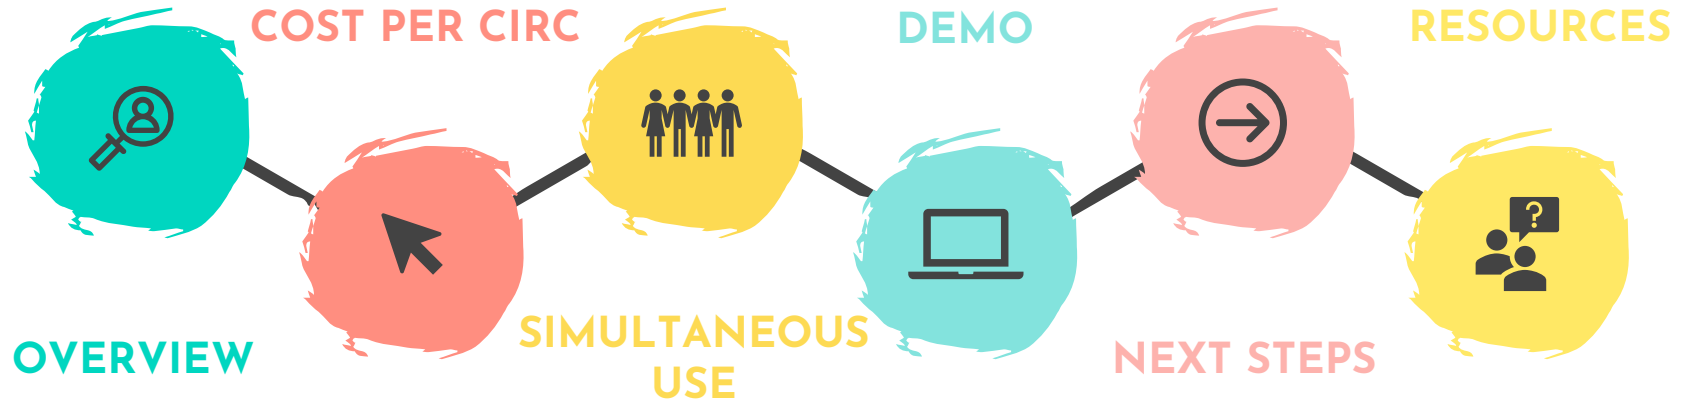 OVERVIEW
COST PER CIRC
SIMULTANEOUS
USE
DEMO
NEXT STEPS
RESOURCES
?